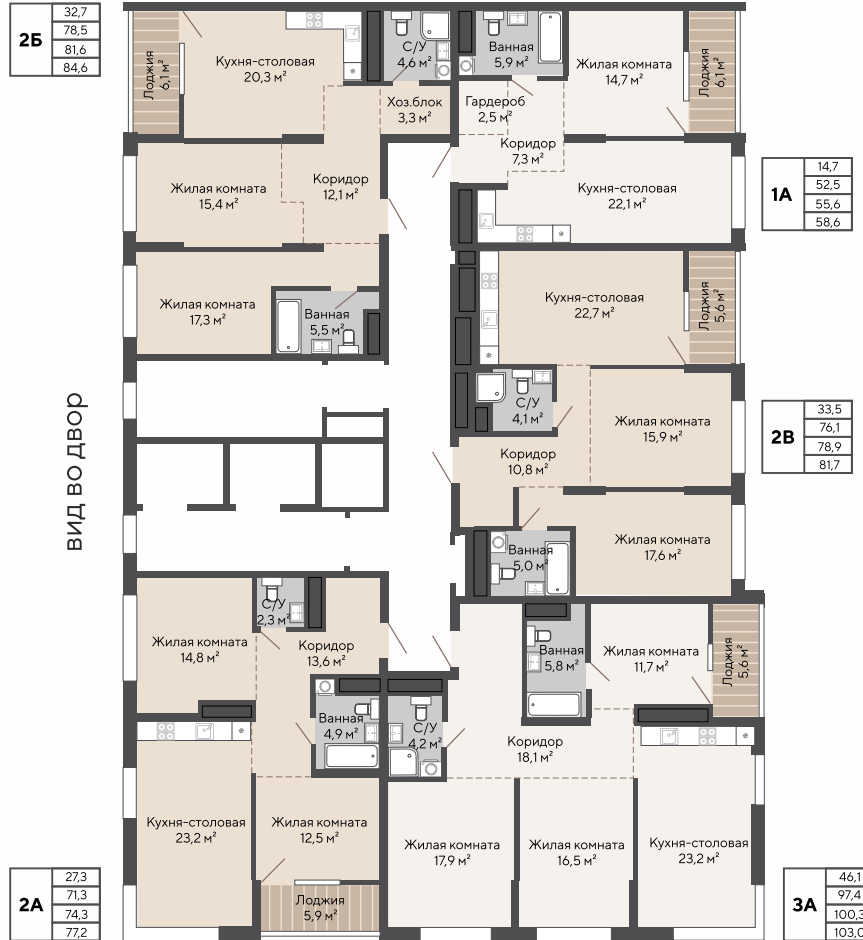 2Б
32,7
78,5
81,6
84,6
Лоджия
6,1 м²
Кухня-столовая
20,3 м²
С/У
4,6 м²
Ванная
5,9 м²
Жилая комната
14,7 м²
Лоджия
6,1 м²
Хоз.блок
3,3 м²
Гардероб
2,5 м²
Коридор
7,3 м²
Жилая комната
15,4 м²
Коридор
12,1 м²
Кухня-столовая
22,1 м²
1А
14,7
52,5
55,6
58,6
Жилая комната
17,3 м²
Ванная
5,5 м²
Кухня-столовая
22,7 м²
Лоджия
5,6 м²
ВИД ВО ДВОР
С/У
4,1 м²
Жилая комната
15,9 м²
2В
33,5
76,1
78,9
81,7
Коридор
10,8 м²
Ванная
5,0 м²
Жилая комната
17,6 м²
С/У
2,3 м²
Жилая комната
14,8 м²
Коридор
13,6 м²
Ванная
5,8 м²
Жилая комната
11,7 м²
Лоджия
5,6 м²
Ванная
4,9 м²
С/У
4,2 м²
Коридор
18,1 м²
Кухня-столовая
23,2 м²
Жилая комната
12,5 м²
Жилая комната
17,9 м²
Жилая комната
16,5 м²
Кухня-столовая
23,2 м²
Лоджия
5,9 м²
2А
27,3
71,3
74,3
77,2
3А
46,1
97,4
100,3
103,0